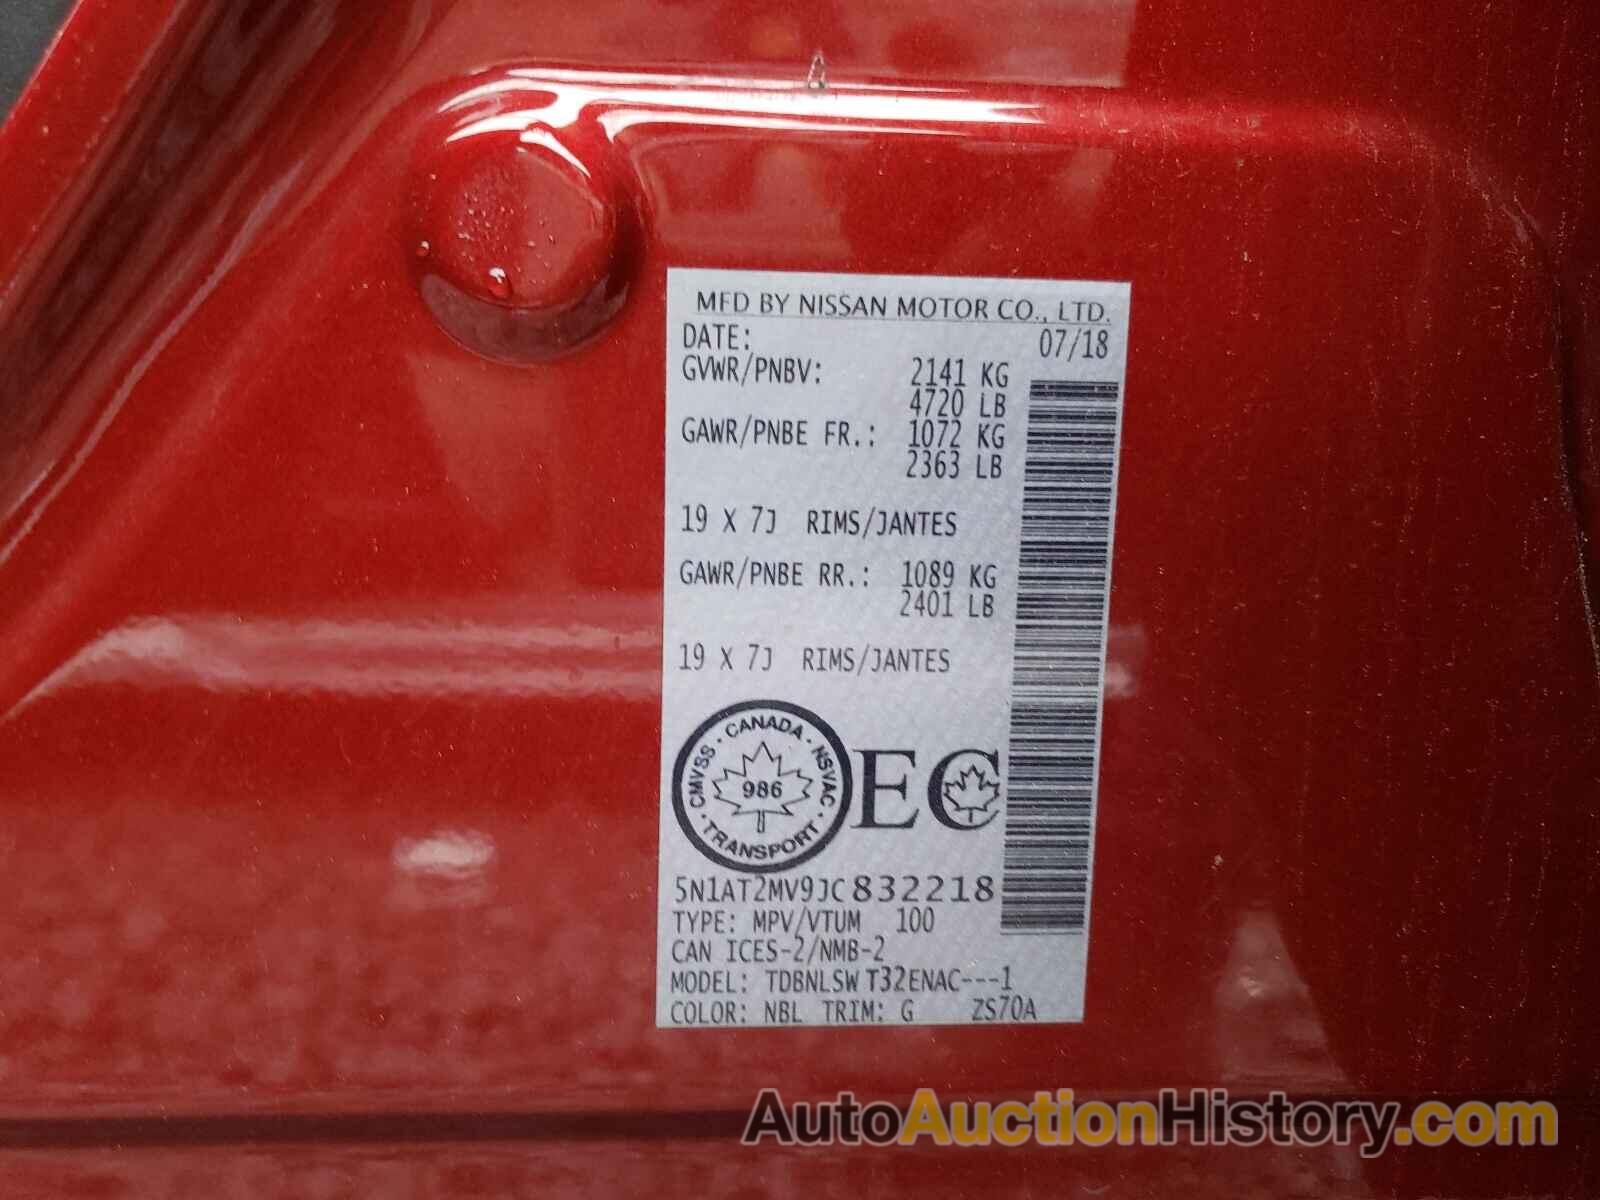 MFD BY NISSAN MOTOR CO., LTD.
DATE: 07/18
GVWR/PNBV: 2141 KG
4720 LB
GAWR/PNBE FR.: 1072 KG
2363 LB
19 X 7J RIMS/JANTES
GAWR/PNBE RR.: 1089 KG
2401 LB
19 X 7J RIMS/JANTES
CMVSS · CANADA · NSVAC · TRANSPORT ·
986
EC
5N1AT2MV9JC832218
TYPE: MPV/VTUM 100
CAN ICES-2/NMB-2
MODEL: TDBNLSW T32ENAC---1
COLOR: NBL TRIM: G ZS70A
AutoAuctionHistory.com